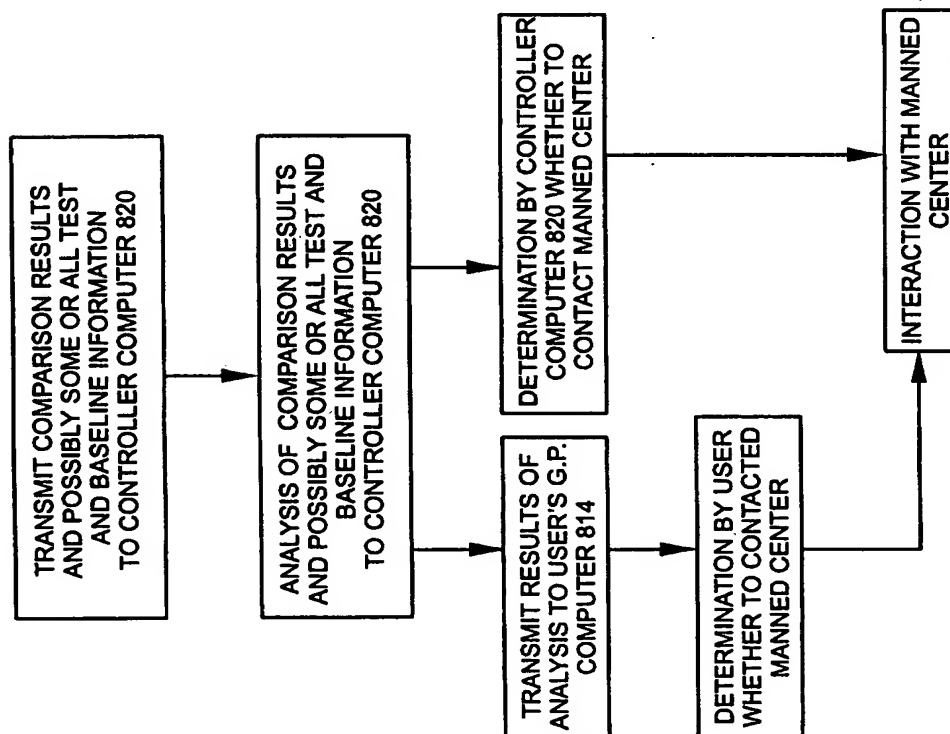 TRANSMIT COMPARISON RESULTS
AND POSSIBLY SOME OR ALL TEST
AND BASELINE INFORMATION
TO CONTROLLER COMPUTER 820
ANALYSIS OF COMPARISON RESULTS
AND POSSIBLY SOME OR ALL TEST AND
BASELINE INFORMATION
TO CONTROLLER COMPUTER 820
TRANSMIT RESULTS OF
ANALYSIS TO USER'S G.P.
COMPUTER 814
DETERMINATION BY CONTROLLER
COMPUTER 820 WHETHER TO
CONTACT MANNED CENTER
DETERMINATION BY USER
WHETHER TO CONTACTED
MANNED CENTER
INTERACTION WITH MANNED
CENTER